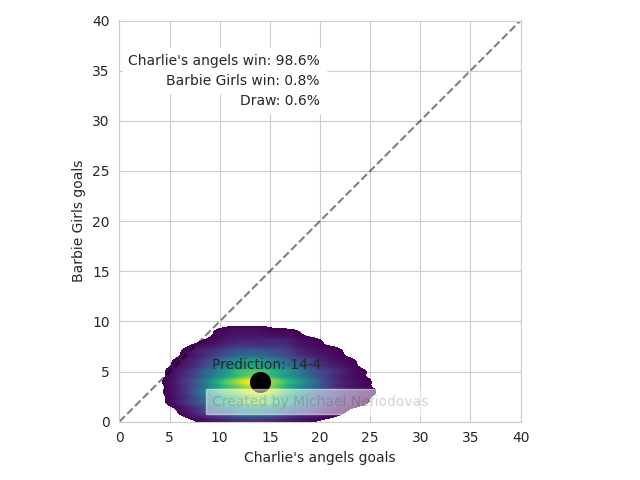 40
35
30
25
20
15
10
5
0
Barbie Girls goals
Charlie's angels win: 98.6%
Barbie Girls win: 0.8%
Draw: 0.6%
Prediction: 14-4
Created by Michael Nefiodovas
0 5 10 15 20 25 30 35 40
Charlie's angels goals